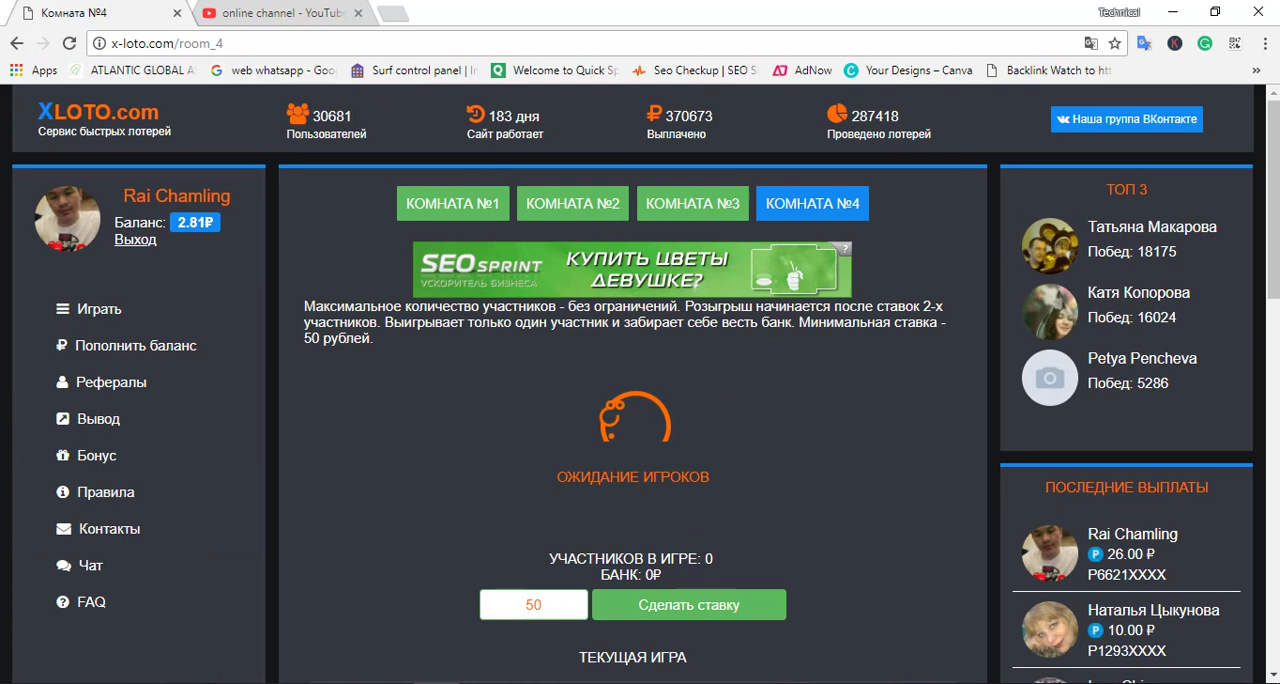 Комната №4
online channel - YouTube
Technical
x-loto.com/room_4
Apps
ATLANTIC GLOBAL A
web whatsapp - Goo
Surf control panel | In
Welcome to Quick Sp
Seo Checkup | SEO S
AdNow
Your Designs – Canva
Backlink Watch to htt
XLOTO.com
Сервис быстрых лотерей
30681
Пользователей
183 дня
Сайт работает
370673
Выплачено
287418
Проведено лотерей
Наша группа ВКонтакте
Rai Chamling
Баланс: 2.81₽
Выход
Играть
Пополнить баланс
Рефералы
Вывод
Бонус
Правила
Контакты
Чат
FAQ
КОМНАТА №1
КОМНАТА №2
КОМНАТА №3
КОМНАТА №4
SEO SPRINT
УСКОРИТЕЛЬ БИЗНЕСА
КУПИТЬ ЦВЕТЫ
ДЕВУШКЕ?
?
Максимальное количество участников - без ограничений. Розыгрыш начинается после ставок 2-х
участников. Выигрывает только один участник и забирает себе весть банк. Минимальная ставка -
50 рублей.
ОЖИДАНИЕ ИГРОКОВ
УЧАСТНИКОВ В ИГРЕ: 0
БАНК: 0₽
50
Сделать ставку
ТЕКУЩАЯ ИГРА
ТОП 3
Татьяна Макарова
Побед: 18175
Катя Копорова
Побед: 16024
Petya Pencheva
Побед: 5286
ПОСЛЕДНИЕ ВЫПЛАТЫ
Rai Chamling
P 26.00 ₽
P6621XXXX
Наталья Цыкунова
P 10.00 ₽
P1293XXXX